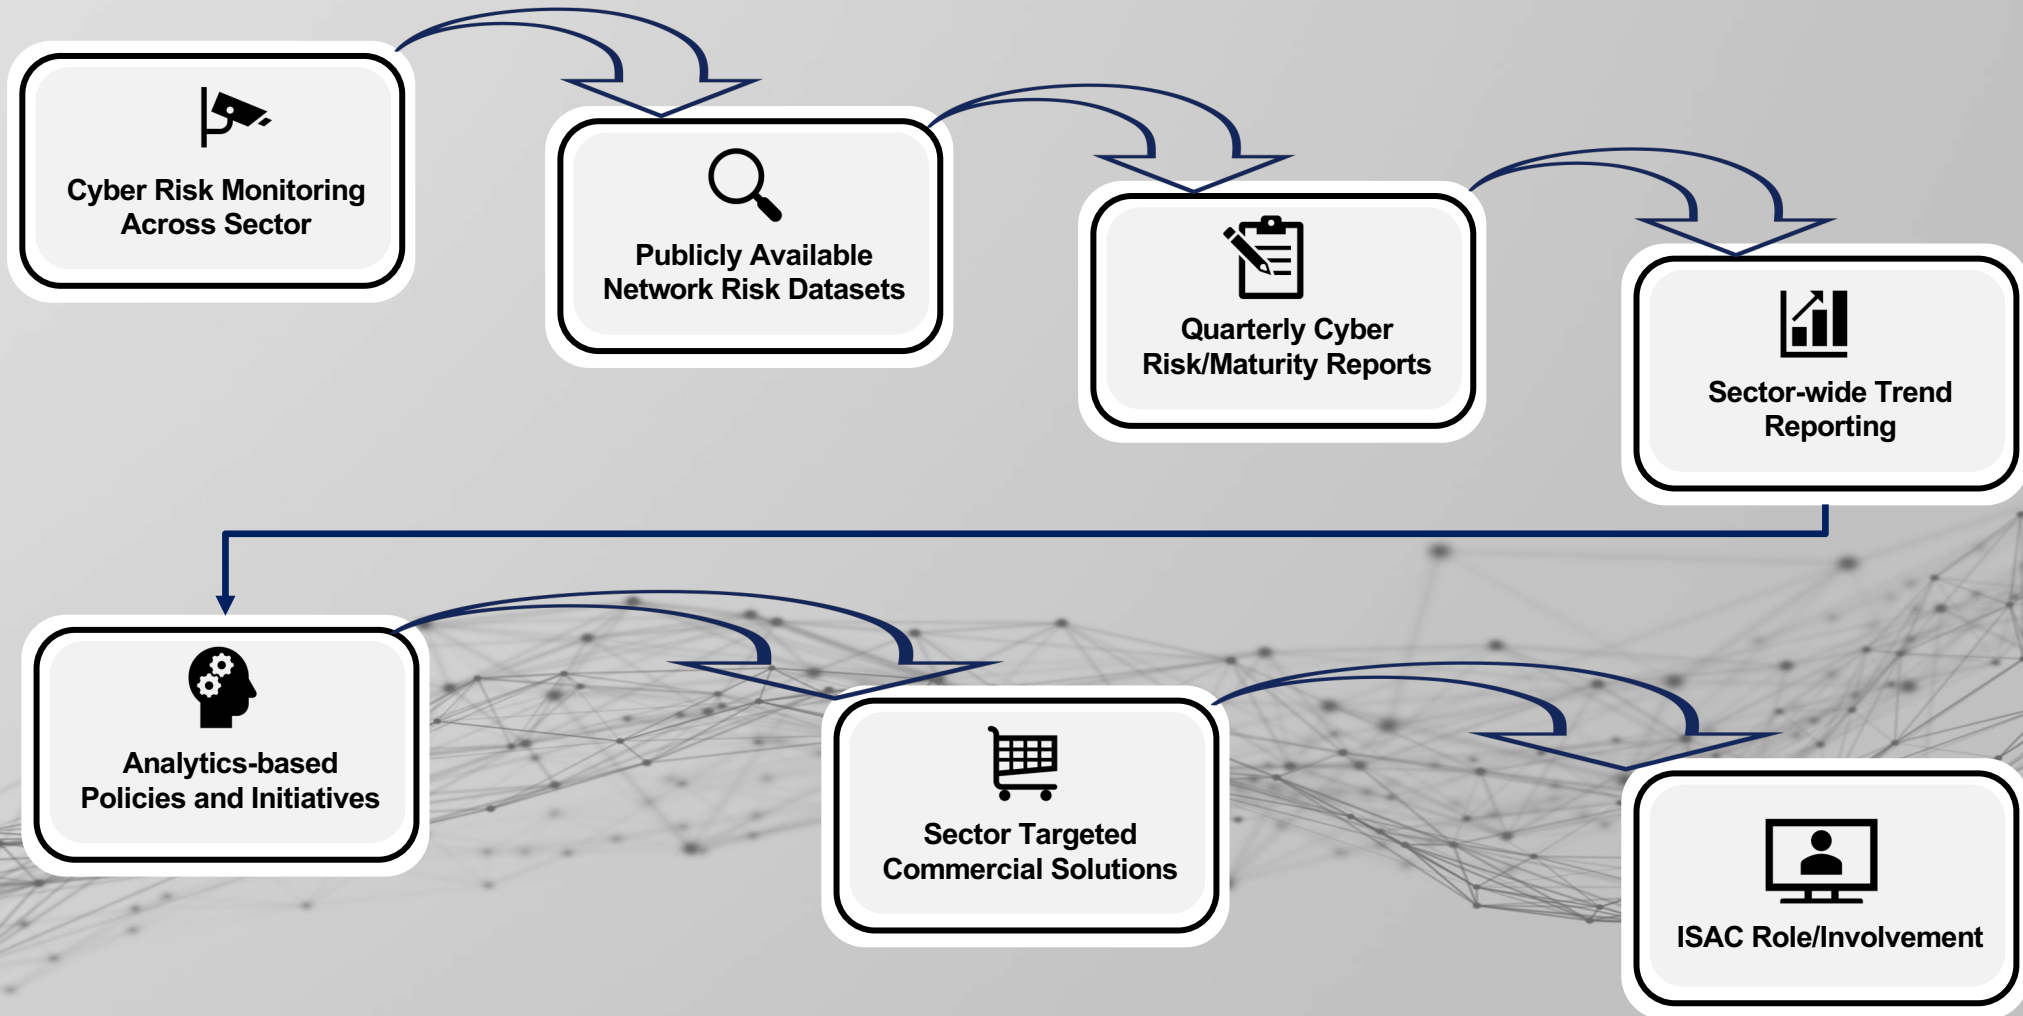 Cyber Risk Monitoring
Across Sector
Publicly Available
Network Risk Datasets
Quarterly Cyber
Risk/Maturity Reports
Sector-wide Trend
Reporting
Analytics-based
Policies and Initiatives
Sector Targeted
Commercial Solutions
ISAC Role/Involvement